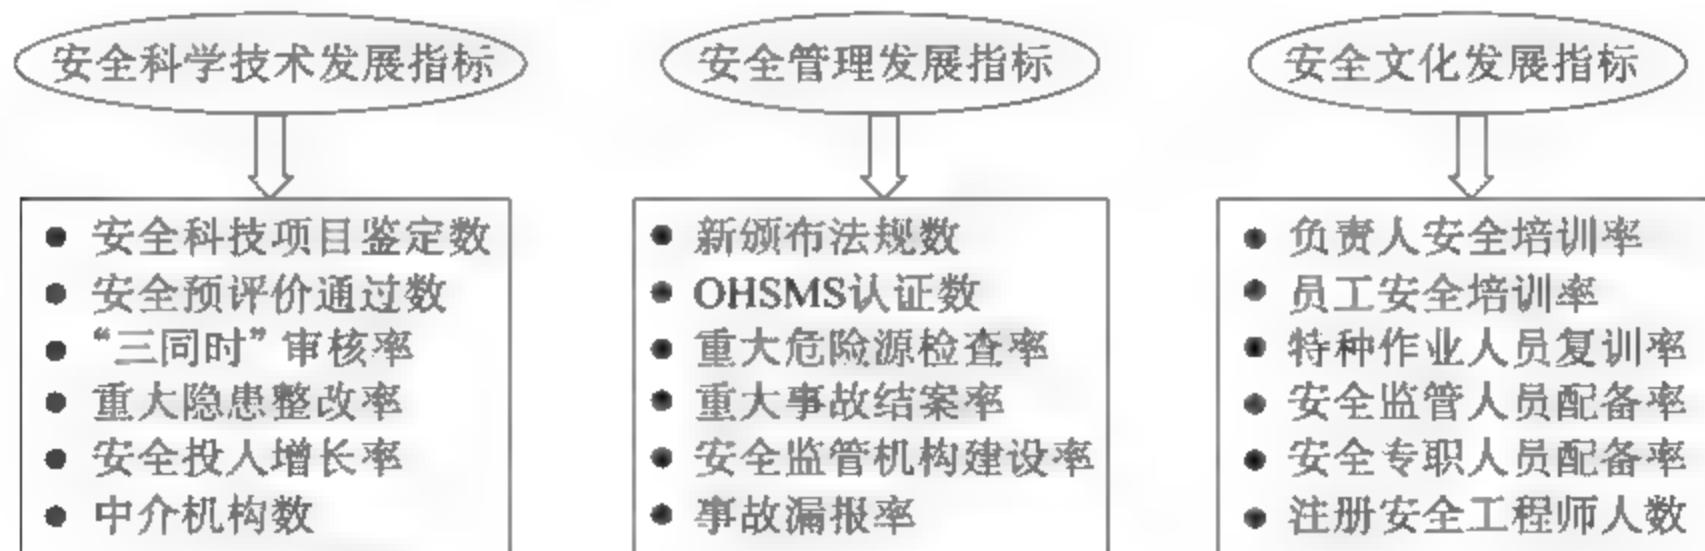 安全科学技术发展指标
安全科技项目鉴定数
安全预评价通过数
“三同时”审核率
重大隐患整改率
安全投人增长率
中介机构数
安全管理发展指标
新颁布法规数
OHSMS认证数
重大危险源检查率
重大事故结案率
安全监管机构建设率
事故漏报率
安全文化发展指标
负责人安全培训率
员工安全培训率
特种作业人员复训率
安全监管人员配备率
安全专职人员配备率
注册安全工程师人数